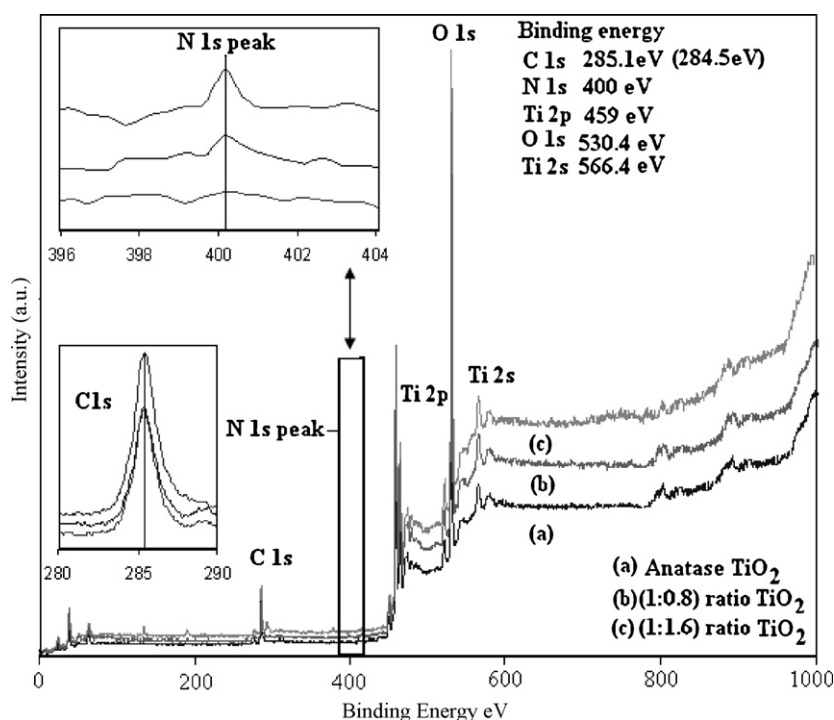 N 1s peak
396 398 400 402 404
O 1s
Binding energy
C 1s 285.1eV (284.5eV)
N 1s 400 eV
Ti 2p 459 eV
O 1s 530.4 eV
Ti 2s 566.4 eV
C1s
280 285 290
N 1s peak
C 1s
Ti 2p
Ti 2s
(c)
(b)
(a)
(a) Anatase TiO2
(b)(1:0.8) ratio TiO2
(c)(1:1.6) ratio TiO2
Intensity (a.u.)
0 200 400 600 800 1000
Binding Energy eV